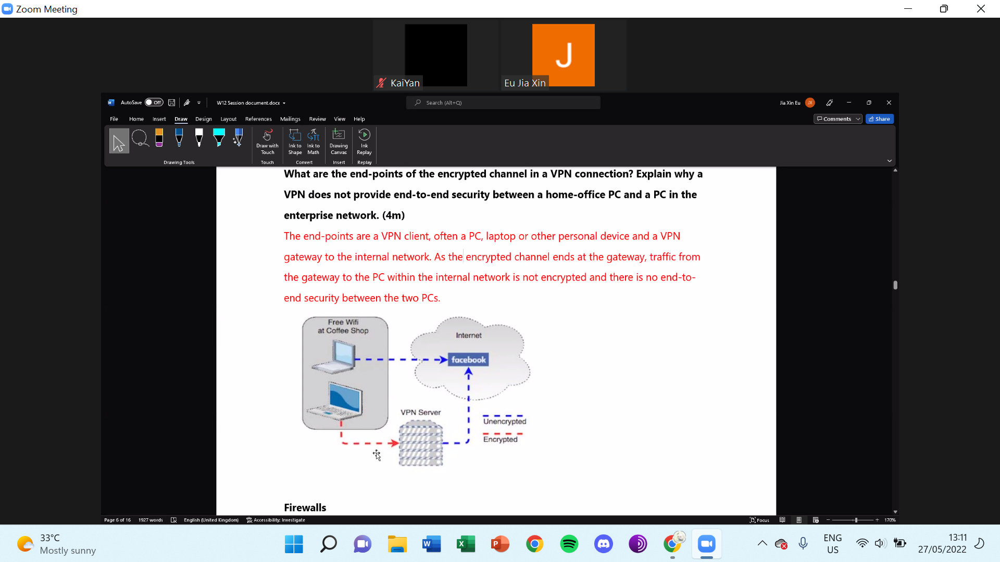 Zoom Meeting
J
KaiYan
Eu Jia Xin
AutoSave Off
W12 Session document.docx
Search (Alt+Q)
Jia Xin Eu JX
File Home Insert Draw Design Layout References Mailings Review View Help
Comments Share
Draw with Touch
Ink to Shape
Ink to Math
Drawing Canvas
Ink Replay
Drawing Tools Touch Convert Insert Replay
What are the end-points of the encrypted channel in a VPN connection? Explain why a
VPN does not provide end-to-end security between a home-office PC and a PC in the
enterprise network. (4m)
The end-points are a VPN client, often a PC, laptop or other personal device and a VPN
gateway to the internal network. As the encrypted channel ends at the gateway, traffic from
the gateway to the PC within the internal network is not encrypted and there is no end-to-
end security between the two PCs.
Free Wifi
at Coffee Shop
Internet
facebook
VPN Server
Unencrypted
Encrypted
Firewalls
Page 6 of 16 1927 words English (United Kingdom) Accessibility: Investigate Focus 170%
33°C
Mostly sunny
ENG
US
13:11
27/05/2022